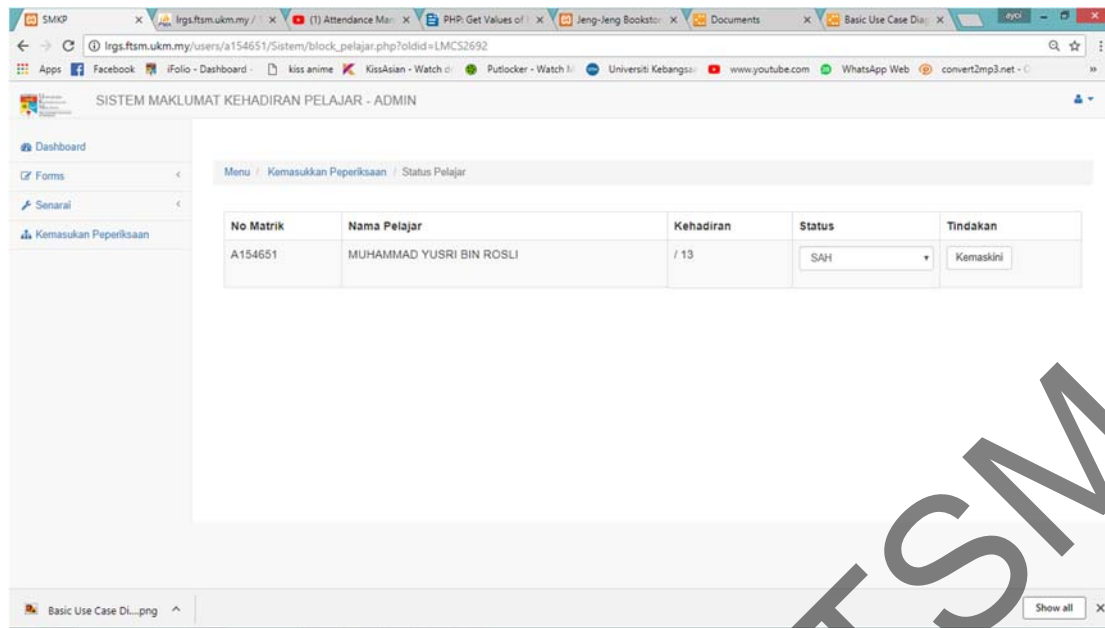 SMKP
lrgs.ftsm.ukm.my /
(1) Attendance Man
PHP: Get Values of
Jeng-Jeng Bookstor
Documents
Basic Use Case Diag
ayoi
lrgs.ftsm.ukm.my/users/a154651/Sistem/block_pelajar.php?oldid=LMCS2692
Apps Facebook iFolio - Dashboard - kiss anime KissAsian - Watch dr Putlocker - Watch M Universiti Kebangsaa www.youtube.com WhatsApp Web convert2mp3.net - O »
SISTEM MAKLUMAT KEHADIRAN PELAJAR - ADMIN
Dashboard
Forms
Senarai
Kemasukan Peperiksaan
Menu / Kemasukkan Peperiksaan / Status Pelajar
No Matrik Nama Pelajar Kehadiran Status Tindakan
A154651 MUHAMMAD YUSRI BIN ROSLI / 13 SAH Kemaskini
Basic Use Case Di....png
Show all
FTSM